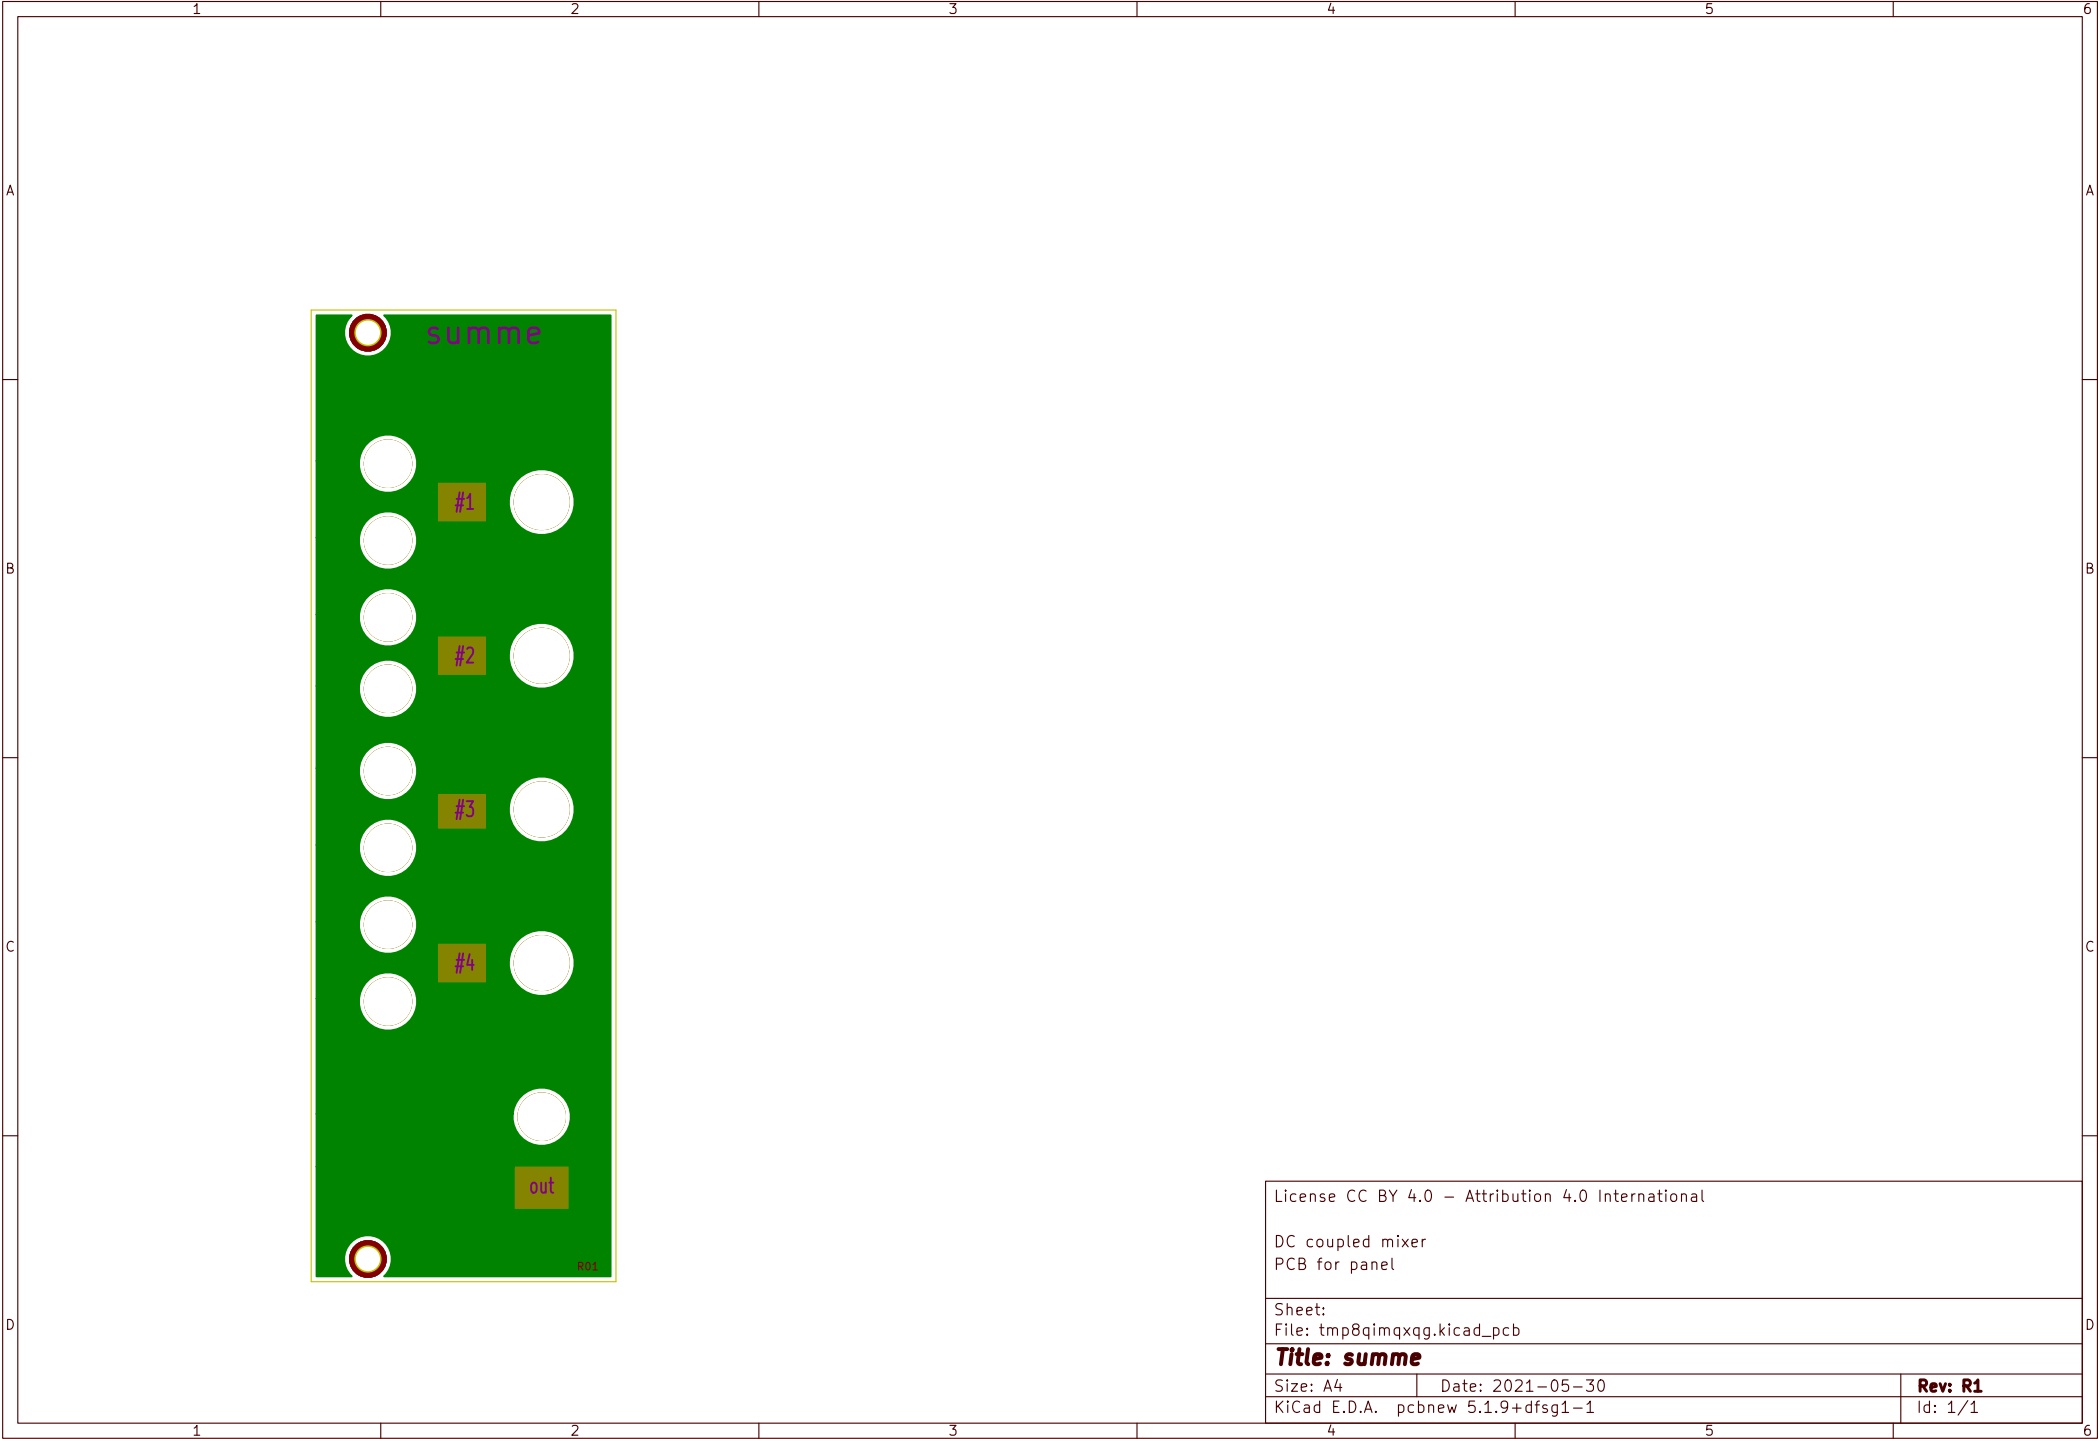 1 2 3 4 5 6
A A
B B
C C
D D
summe
#1
#2
#3
#4
out
R01
License CC BY 4.0 – Attribution 4.0 International
DC coupled mixer
PCB for panel
Sheet:
File: tmp8qimqxqg.kicad_pcb
Title: summe
Size: A4 Date: 2021–05–30 Rev: R1
KiCad E.D.A. pcbnew 5.1.9+dfsg1–1 Id: 1/1
1 2 3 4 5 6